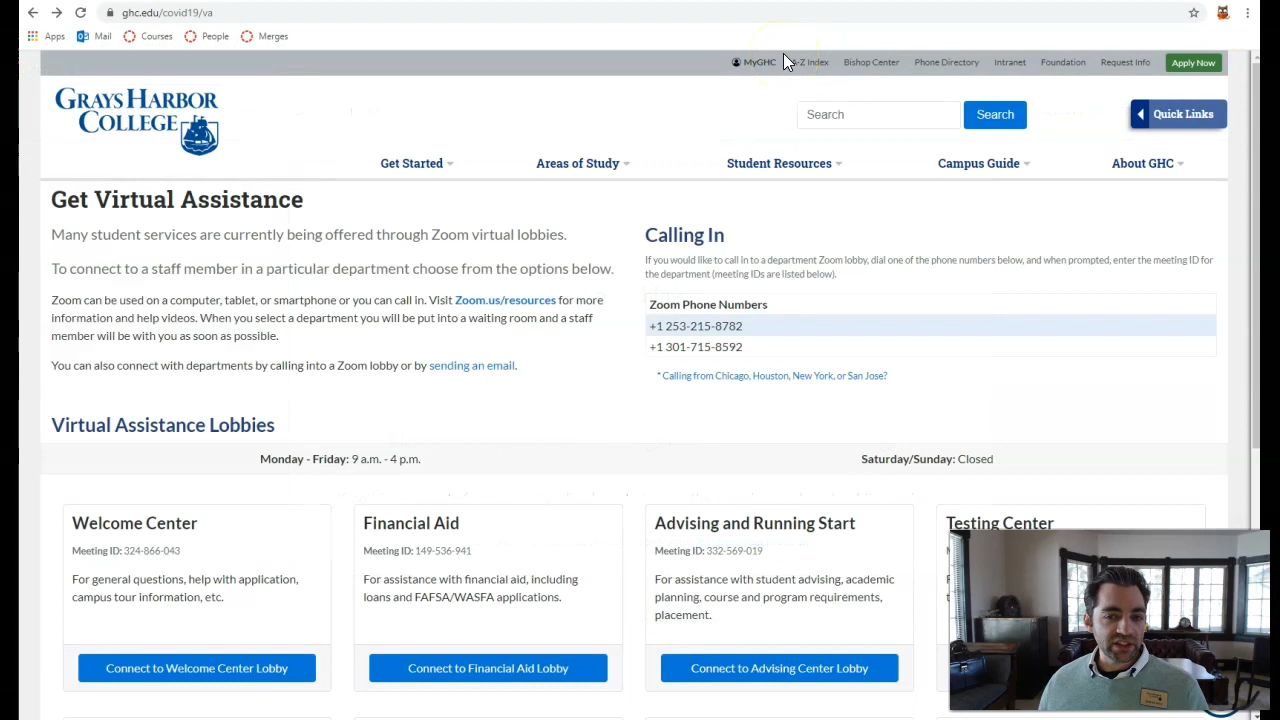 ghc.edu/covid19/va
Apps Mail Courses People Merges
MyGHC Z Index Bishop Center Phone Directory Intranet Foundation Request Info Apply Now
GRAYS HARBOR
COLLEGE
Search Search Quick Links
Get Started Areas of Study Student Resources Campus Guide About GHC
Get Virtual Assistance
Many student services are currently being offered through Zoom virtual lobbies.
To connect to a staff member in a particular department choose from the options below.
Zoom can be used on a computer, tablet, or smartphone or you can call in. Visit Zoom.us/resources for more
information and help videos. When you select a department you will be put into a waiting room and a staff
member will be with you as soon as possible.
You can also connect with departments by calling into a Zoom lobby or by sending an email.
Calling In
If you would like to call in to a department Zoom lobby, dial one of the phone numbers below, and when prompted, enter the meeting ID for
the department (meeting IDs are listed below).
Zoom Phone Numbers
+1 253-215-8782
+1 301-715-8592
* Calling from Chicago, Houston, New York, or San Jose?
Virtual Assistance Lobbies
Monday - Friday: 9 a.m. - 4 p.m. Saturday/Sunday: Closed
Welcome Center
Meeting ID: 324-866-043
For general questions, help with application,
campus tour information, etc.
Connect to Welcome Center Lobby
Financial Aid
Meeting ID: 149-536-941
For assistance with financial aid, including
loans and FAFSA/WASFA applications.
Connect to Financial Aid Lobby
Advising and Running Start
Meeting ID: 332-569-019
For assistance with student advising, academic
planning, course and program requirements,
placement.
Connect to Advising Center Lobby
Testing Center